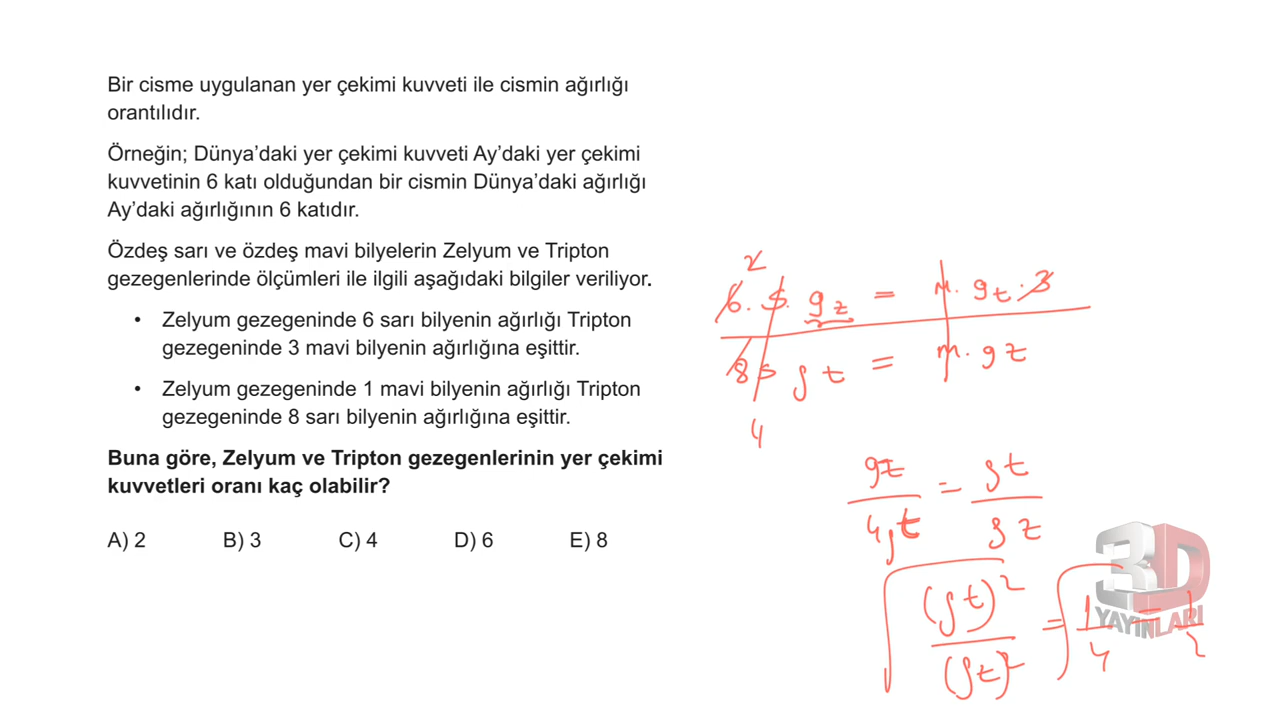 Bir cisme uygulanan yer çekimi kuvveti ile cismin ağırlığı
orantılıdır.
Örneğin; Dünya'daki yer çekimi kuvveti Ay'daki yer çekimi
kuvvetinin 6 katı olduğundan bir cismin Dünya'daki ağırlığı
Ay'daki ağırlığının 6 katıdır.
Özdeş sarı ve özdeş mavi bilyelerin Zelyum ve Tripton
gezegenlerinde ölçümleri ile ilgili aşağıdaki bilgiler veriliyor.
• Zelyum gezegeninde 6 sarı bilyenin ağırlığı Tripton
gezegeninde 3 mavi bilyenin ağırlığına eşittir.
• Zelyum gezegeninde 1 mavi bilyenin ağırlığı Tripton
gezegeninde 8 sarı bilyenin ağırlığına eşittir.
Buna göre, Zelyum ve Tripton gezegenlerinin yer çekimi
kuvvetleri oranı kaç olabilir?
A) 2 B) 3 C) 4 D) 6 E) 8
2
6. s. gz = m. gt. 3
8 s gt = m. gz
4
gz / 4gt = gt / gz
√(gt)² / (gz)² = √1/4 = 1/2
3D
YAYINLARI